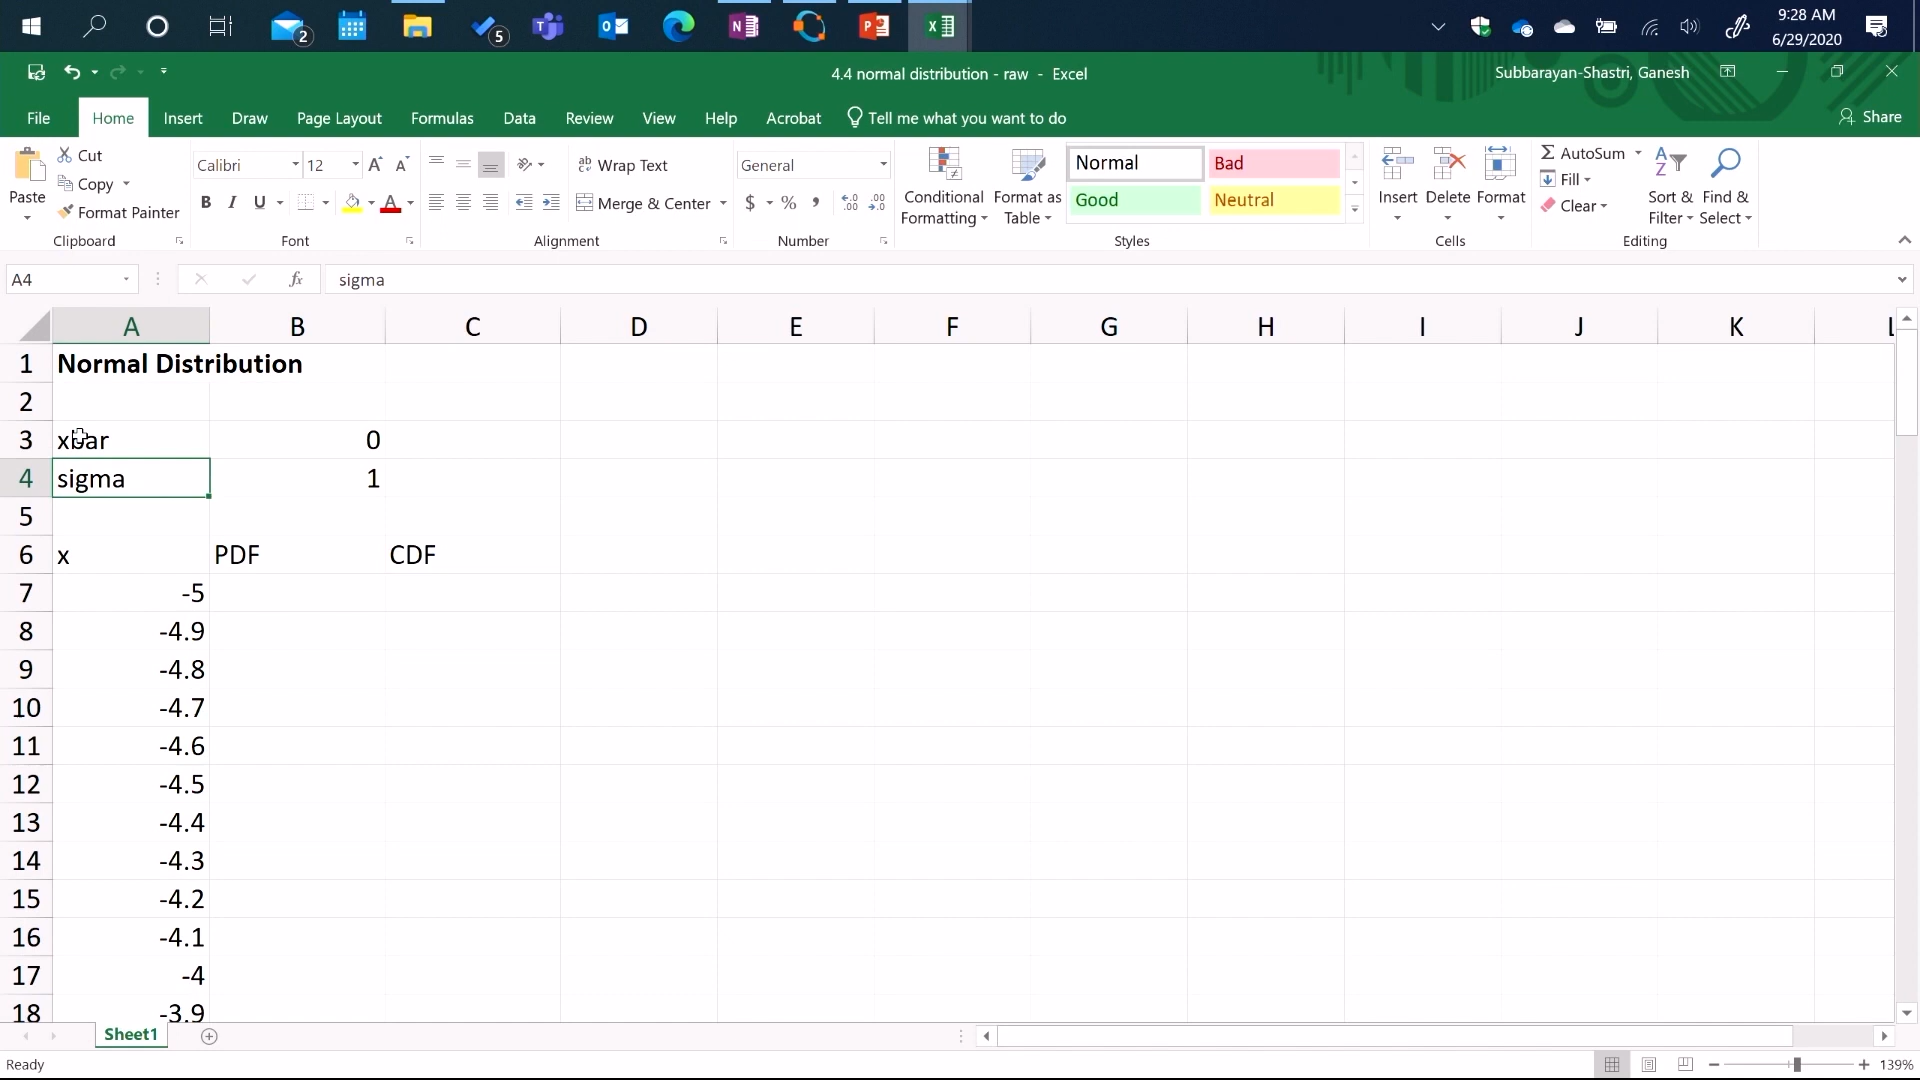 2
5
9:28 AM
6/29/2020
4.4 normal distribution - raw - Excel
Subbarayan-Shastri, Ganesh
File Home Insert Draw Page Layout Formulas Data Review View Help Acrobat Tell me what you want to do Share
Paste
Cut
Copy
Format Painter
Clipboard
Calibri 12
B I U
Font
Wrap Text
Merge & Center
Alignment
General
$ % ,
Number
Conditional Formatting
Format as Table
Normal Bad
Good Neutral
Styles
Insert Delete Format
Cells
AutoSum
Fill
Clear
Sort & Filter
Find & Select
Editing
A4 fx sigma
A B C D E F G H I J K L
1 Normal Distribution
2
3 xbar 0
4 sigma 1
5
6 x PDF CDF
7 -5
8 -4.9
9 -4.8
10 -4.7
11 -4.6
12 -4.5
13 -4.4
14 -4.3
15 -4.2
16 -4.1
17 -4
18 -3.9
Sheet1
Ready 139%